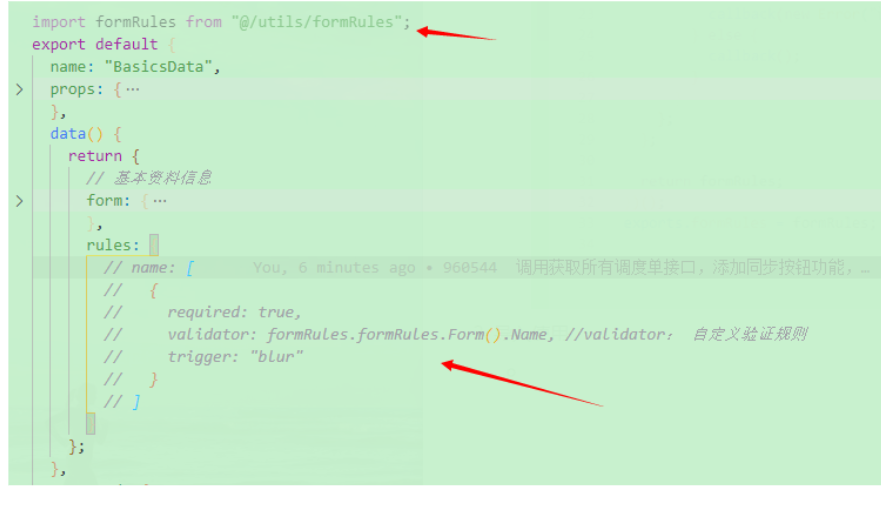 import formRules from "@/utils/formRules";
export default {
name: "BasicsData",
props: {…
},
data() {
return {
// 基本资料信息
form: {…
},
rules: {
// name: [ You, 6 minutes ago • 960544 调用获取所有调度单接口，添加同步按钮功能，…
// {
// required: true,
// validator: formRules.formRules.Form().Name, //validator： 自定义验证规则
// trigger: "blur"
// }
// ]
}
};
},